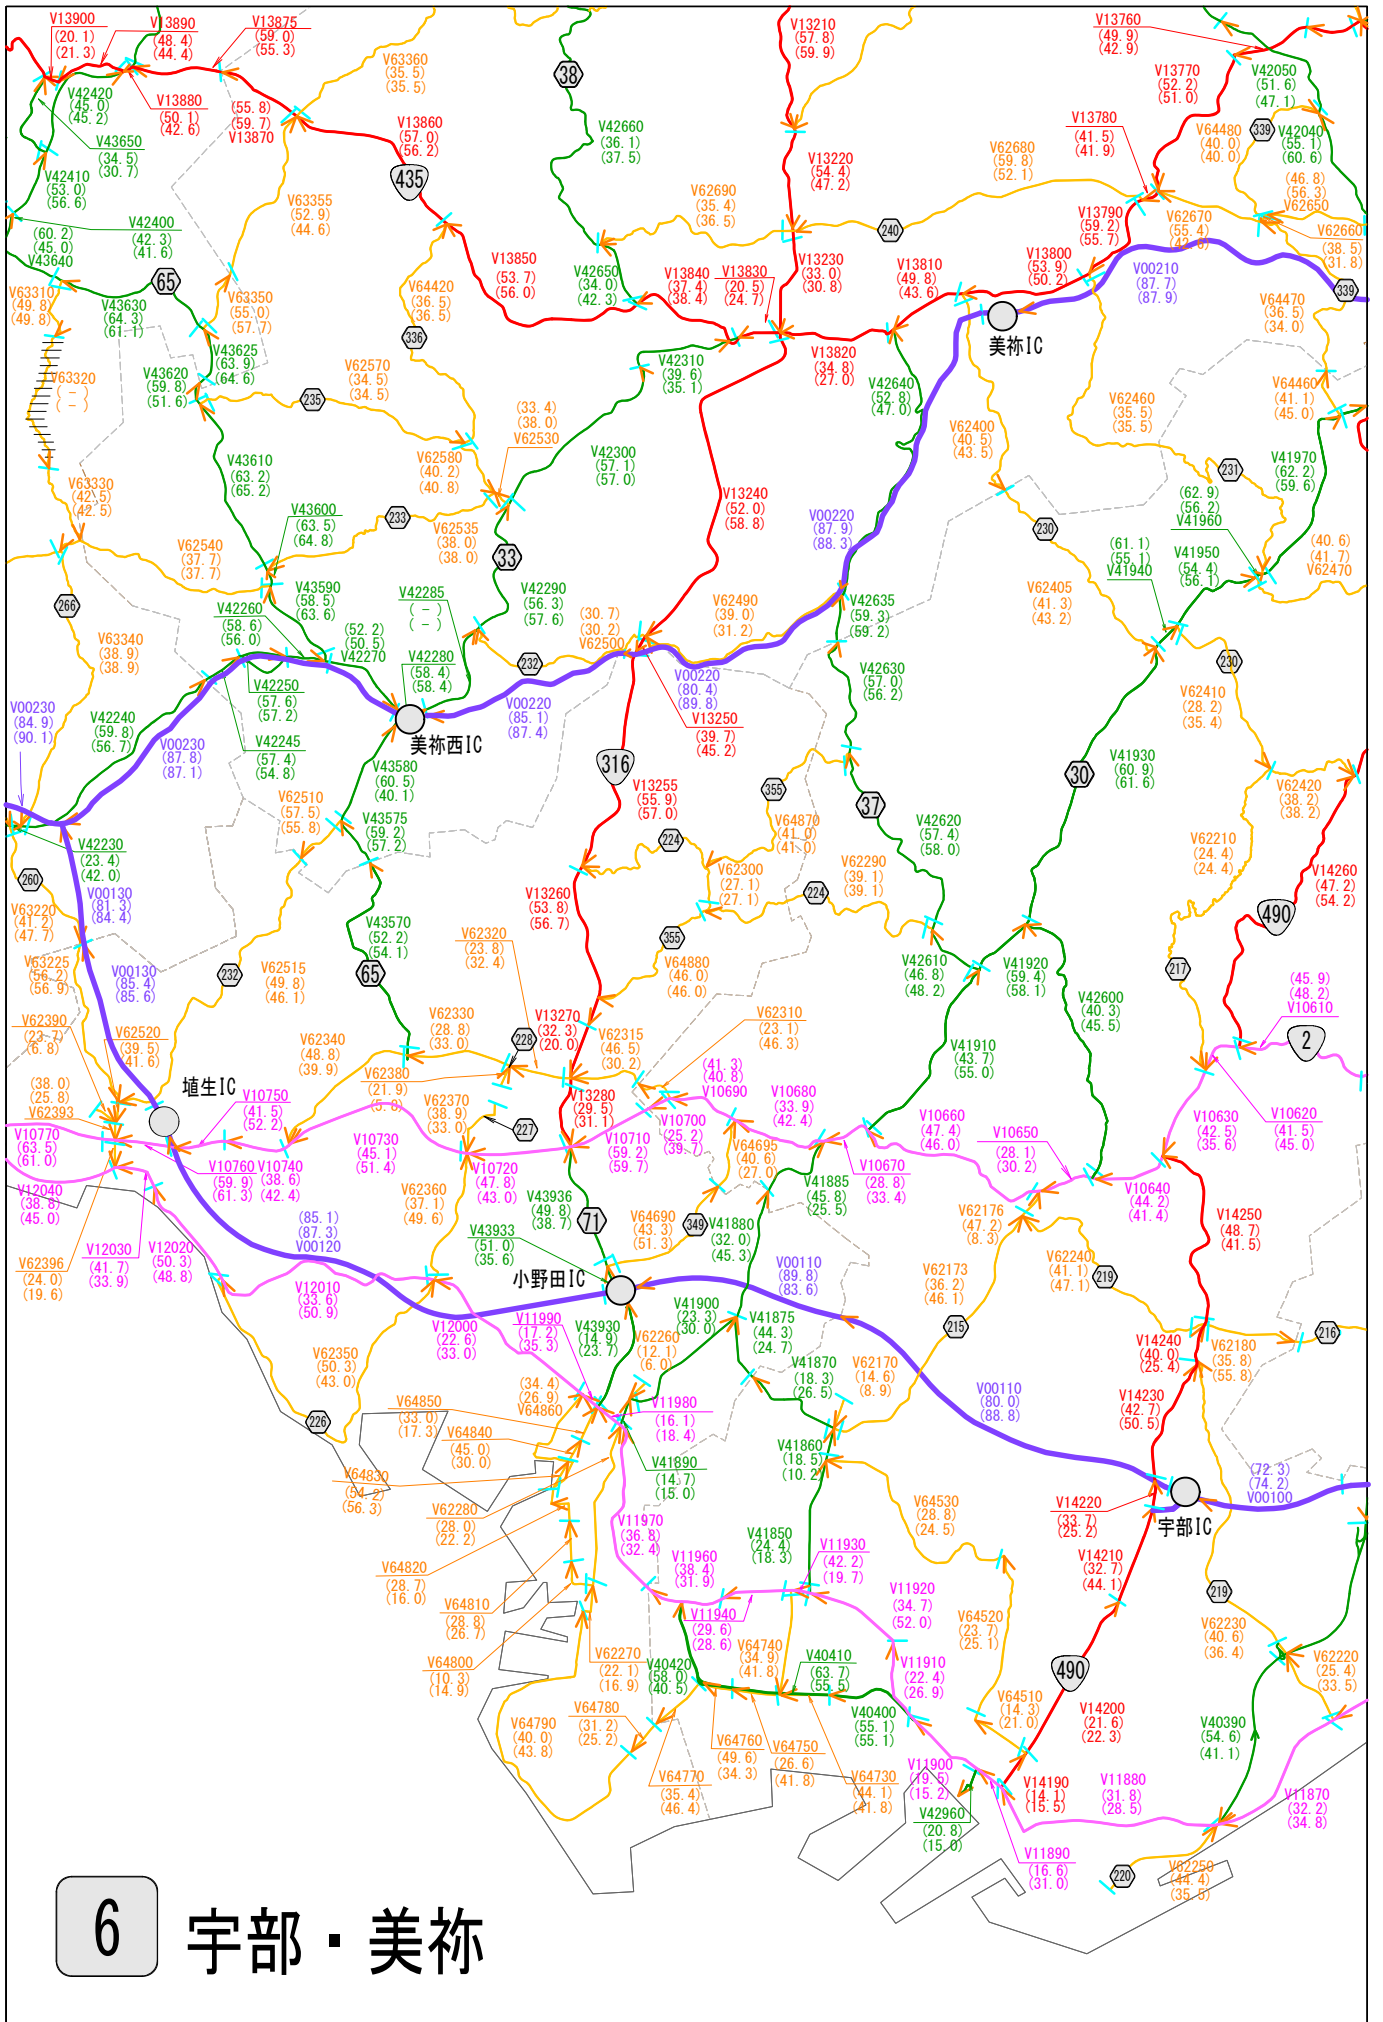 V13900
(20.1)
(21.3)
V13890
(48.4)
(44.4)
V13875
(59.0)
(55.3)
V63360
(35.5)
(35.5)
38
V13210
(57.8)
(59.9)
V13760
(49.9)
(42.9)
V13770
(52.2)
(51.0)
V42050
(51.6)
(47.1)
V42420
(45.0)
(45.2)
V13880
(50.1)
(42.6)
(55.8)
(59.7)
V13870
V13860
(57.0)
(56.2)
V42660
(36.1)
(37.5)
V13220
(54.4)
(47.2)
V62680
(59.8)
(52.1)
V13780
(41.5)
(41.9)
V64480
(40.0)
(40.0)
339
V42040
(55.1)
(60.6)
V43650
(34.5)
(30.7)
V42410
(53.0)
(56.6)
435
V63355
(52.9)
(44.6)
V62690
(35.4)
(36.5)
240
(46.8)
(56.3)
V62650
V42400
(42.3)
(41.6)
(60.2)
(45.0)
V43640
65
V13790
(59.2)
(55.7)
V62670
(55.4)
(42.6)
V62660
(38.5)
(31.8)
V13850
(53.7)
(56.0)
V42650
(34.0)
(42.3)
V13840
(37.4)
(38.4)
V13830
(20.5)
(24.7)
V13230
(33.0)
(30.8)
V13810
(49.8)
(43.6)
V13800
(53.9)
(50.2)
V00210
(87.7)
(87.9)
339
V63310
(49.8)
(49.8)
V43630
(64.3)
(61.1)
V63350
(55.0)
(57.7)
V64420
(36.5)
(36.5)
336
V64470
(36.5)
(34.0)
美祢IC
V43625
(63.9)
(64.6)
V43620
(59.8)
(51.6)
V62570
(34.5)
(34.5)
235
V42310
(39.6)
(35.1)
V13820
(34.8)
(27.0)
V42640
(52.8)
(47.0)
V63320
(-)
(-)
V64460
(41.1)
(45.0)
V62460
(35.5)
(35.5)
(33.4)
(38.0)
V62530
V62400
(40.5)
(43.5)
V43610
(63.2)
(65.2)
V62580
(40.2)
(40.8)
V42300
(57.1)
(57.0)
231
V41970
(62.2)
(59.6)
V63330
(42.5)
(42.5)
V13240
(52.0)
(58.8)
V43600
(63.5)
(64.8)
233
V62535
(38.0)
(38.0)
V00220
(87.9)
(88.3)
230
(62.9)
(56.2)
V41960
(61.1)
(55.1)
V41940
V41950
(54.4)
(56.1)
(40.6)
(41.7)
V62470
V62540
(37.7)
(37.7)
33
266
V43590
(58.5)
(63.6)
V42285
(-)
(-)
V42290
(56.3)
(57.6)
V62490
(39.0)
(31.2)
V42635
(59.3)
(59.2)
V62405
(41.3)
(43.2)
V42260
(58.6)
(56.0)
(52.2)
(50.5)
V42270
(30.7)
(30.2)
V62500
232
V63340
(38.9)
(38.9)
V42280
(58.4)
(58.4)
V42630
(57.0)
(56.2)
230
V62410
(28.2)
(35.4)
V42250
(57.6)
(57.2)
V00220
(80.4)
(89.8)
V00220
(85.1)
(87.4)
V00230
(84.9)
(90.1)
V42240
(59.8)
(56.7)
V00230
(87.8)
(87.1)
V42245
(57.4)
(54.8)
美祢西IC
V13250
(39.7)
(45.2)
316
V43580
(60.5)
(40.1)
V13255
(55.9)
(57.0)
355
37
30
V41930
(60.9)
(61.6)
V62420
(38.2)
(38.2)
V62510
(57.5)
(55.8)
V43575
(59.2)
(57.2)
224
V64870
(41.0)
(41.0)
V42620
(57.4)
(58.0)
V62210
(24.4)
(24.4)
V42230
(23.4)
(42.0)
260
V00130
(81.3)
(84.4)
V62300
(27.1)
(27.1)
V62290
(39.1)
(39.1)
224
V14260
(47.2)
(54.2)
V13260
(53.8)
(56.7)
490
V63220
(41.2)
(47.7)
V43570
(52.2)
(54.1)
V62320
(23.8)
(32.4)
355
V63225
(56.2)
(56.9)
V00130
(85.4)
(85.6)
232
V62515
(49.8)
(46.1)
65
V64880
(46.0)
(46.0)
V42610
(46.8)
(48.2)
V41920
(59.4)
(58.1)
217
(45.9)
(48.2)
V10610
V42600
(40.3)
(45.5)
V62390
(23.7)
(6.8)
V62520
(39.5)
(41.6)
V62340
(48.8)
(39.9)
V62330
(28.8)
(33.0)
228
V13270
(32.3)
(20.0)
V62315
(46.5)
(30.2)
V62310
(23.1)
(46.3)
V41910
(43.7)
(55.0)
2
(38.0)
(25.8)
V62393
埴生IC
V10750
(41.5)
(52.2)
V62380
(21.9)
(5.8)
V62370
(38.9)
(33.0)
227
V13280
(29.5)
(31.1)
(41.3)
(40.8)
V10690
V10680
(33.9)
(42.4)
V10700
(25.2)
(39.7)
V10660
(47.4)
(46.0)
V10650
(28.1)
(30.2)
V10630
(42.5)
(35.6)
V10620
(41.5)
(45.0)
V10770
(63.5)
(61.0)
V10760
(59.9)
(61.3)
V10740
(38.6)
(42.4)
V10730
(45.1)
(51.4)
V10720
(47.8)
(43.0)
V10710
(59.2)
(59.7)
V64695
(40.6)
(27.0)
V10670
(28.8)
(33.4)
V12040
(38.8)
(45.0)
V62360
(37.1)
(49.6)
V43936
(49.8)
(38.7)
71
V41885
(45.8)
(25.5)
V10640
(44.2)
(41.4)
V14250
(48.7)
(41.5)
V62176
(47.2)
(8.3)
V12030
(41.7)
(33.9)
V12020
(50.3)
(48.8)
(85.1)
(87.3)
V00120
V43933
(51.0)
(35.6)
V64690
(43.3)
(51.3)
349
V41880
(32.0)
(45.3)
V62396
(24.0)
(19.6)
小野田IC
V00110
(89.8)
(83.6)
V62173
(36.2)
(46.1)
V62240
(41.1)
(47.1)
219
V12010
(33.6)
(50.9)
V12000
(22.6)
(33.0)
V11990
(17.2)
(35.3)
V43930
(14.9)
(23.7)
V41900
(23.3)
(30.0)
V41875
(44.3)
(24.7)
215
216
V62350
(50.3)
(43.0)
V62260
(12.1)
(6.0)
V41870
(18.3)
(26.5)
V62170
(14.6)
(8.9)
V14240
(40.0)
(25.4)
V62180
(35.8)
(55.8)
(34.4)
(26.9)
V64860
V00110
(80.0)
(88.8)
V14230
(42.7)
(50.5)
226
V64850
(33.0)
(17.3)
V11980
(16.1)
(18.4)
V64840
(45.0)
(30.0)
V41860
(18.5)
(10.2)
V64830
(54.2)
(56.3)
V41890
(14.7)
(15.0)
(72.3)
(74.2)
V00100
V62280
(28.0)
(22.2)
V11970
(36.8)
(32.4)
V64530
(28.8)
(24.5)
V14220
(33.7)
(25.2)
宇部IC
V41850
(24.4)
(18.3)
V11930
(42.2)
(19.7)
V64820
(28.7)
(16.0)
V11960
(38.4)
(31.9)
V14210
(32.7)
(44.1)
V64810
(28.8)
(26.7)
V11940
(29.6)
(28.6)
V11920
(34.7)
(52.0)
V64520
(23.7)
(25.1)
219
V62230
(40.6)
(36.4)
V64800
(10.3)
(14.9)
V62270
(22.1)
(16.9)
V40420
(58.0)
(40.5)
V64740
(34.9)
(41.8)
V40410
(63.7)
(55.5)
V11910
(22.4)
(26.9)
490
V62220
(25.4)
(33.5)
V64790
(40.0)
(43.8)
V64780
(31.2)
(25.2)
V40400
(55.1)
(55.1)
V64510
(14.3)
(21.0)
V14200
(21.6)
(22.3)
V40390
(54.6)
(41.1)
V64760
(49.6)
(34.3)
V64750
(26.6)
(41.8)
V64770
(35.4)
(46.4)
V64730
(44.1)
(41.8)
V11900
(19.5)
(15.2)
V14190
(14.1)
(15.5)
V11880
(31.8)
(28.5)
V11870
(32.2)
(34.8)
V42960
(20.8)
(15.0)
V11890
(16.6)
(31.0)
220
V62250
(44.4)
(35.5)
6 宇部・美祢